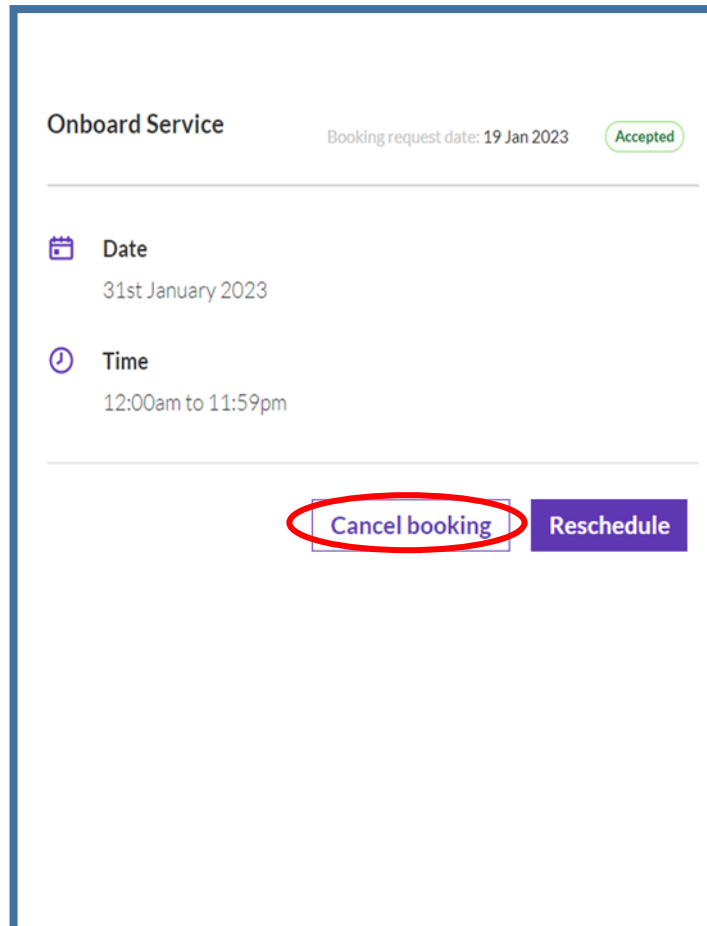 Onboard Service
Booking request date: 19 Jan 2023
Accepted
Date
31st January 2023
Time
12:00am to 11:59pm
Cancel booking
Reschedule